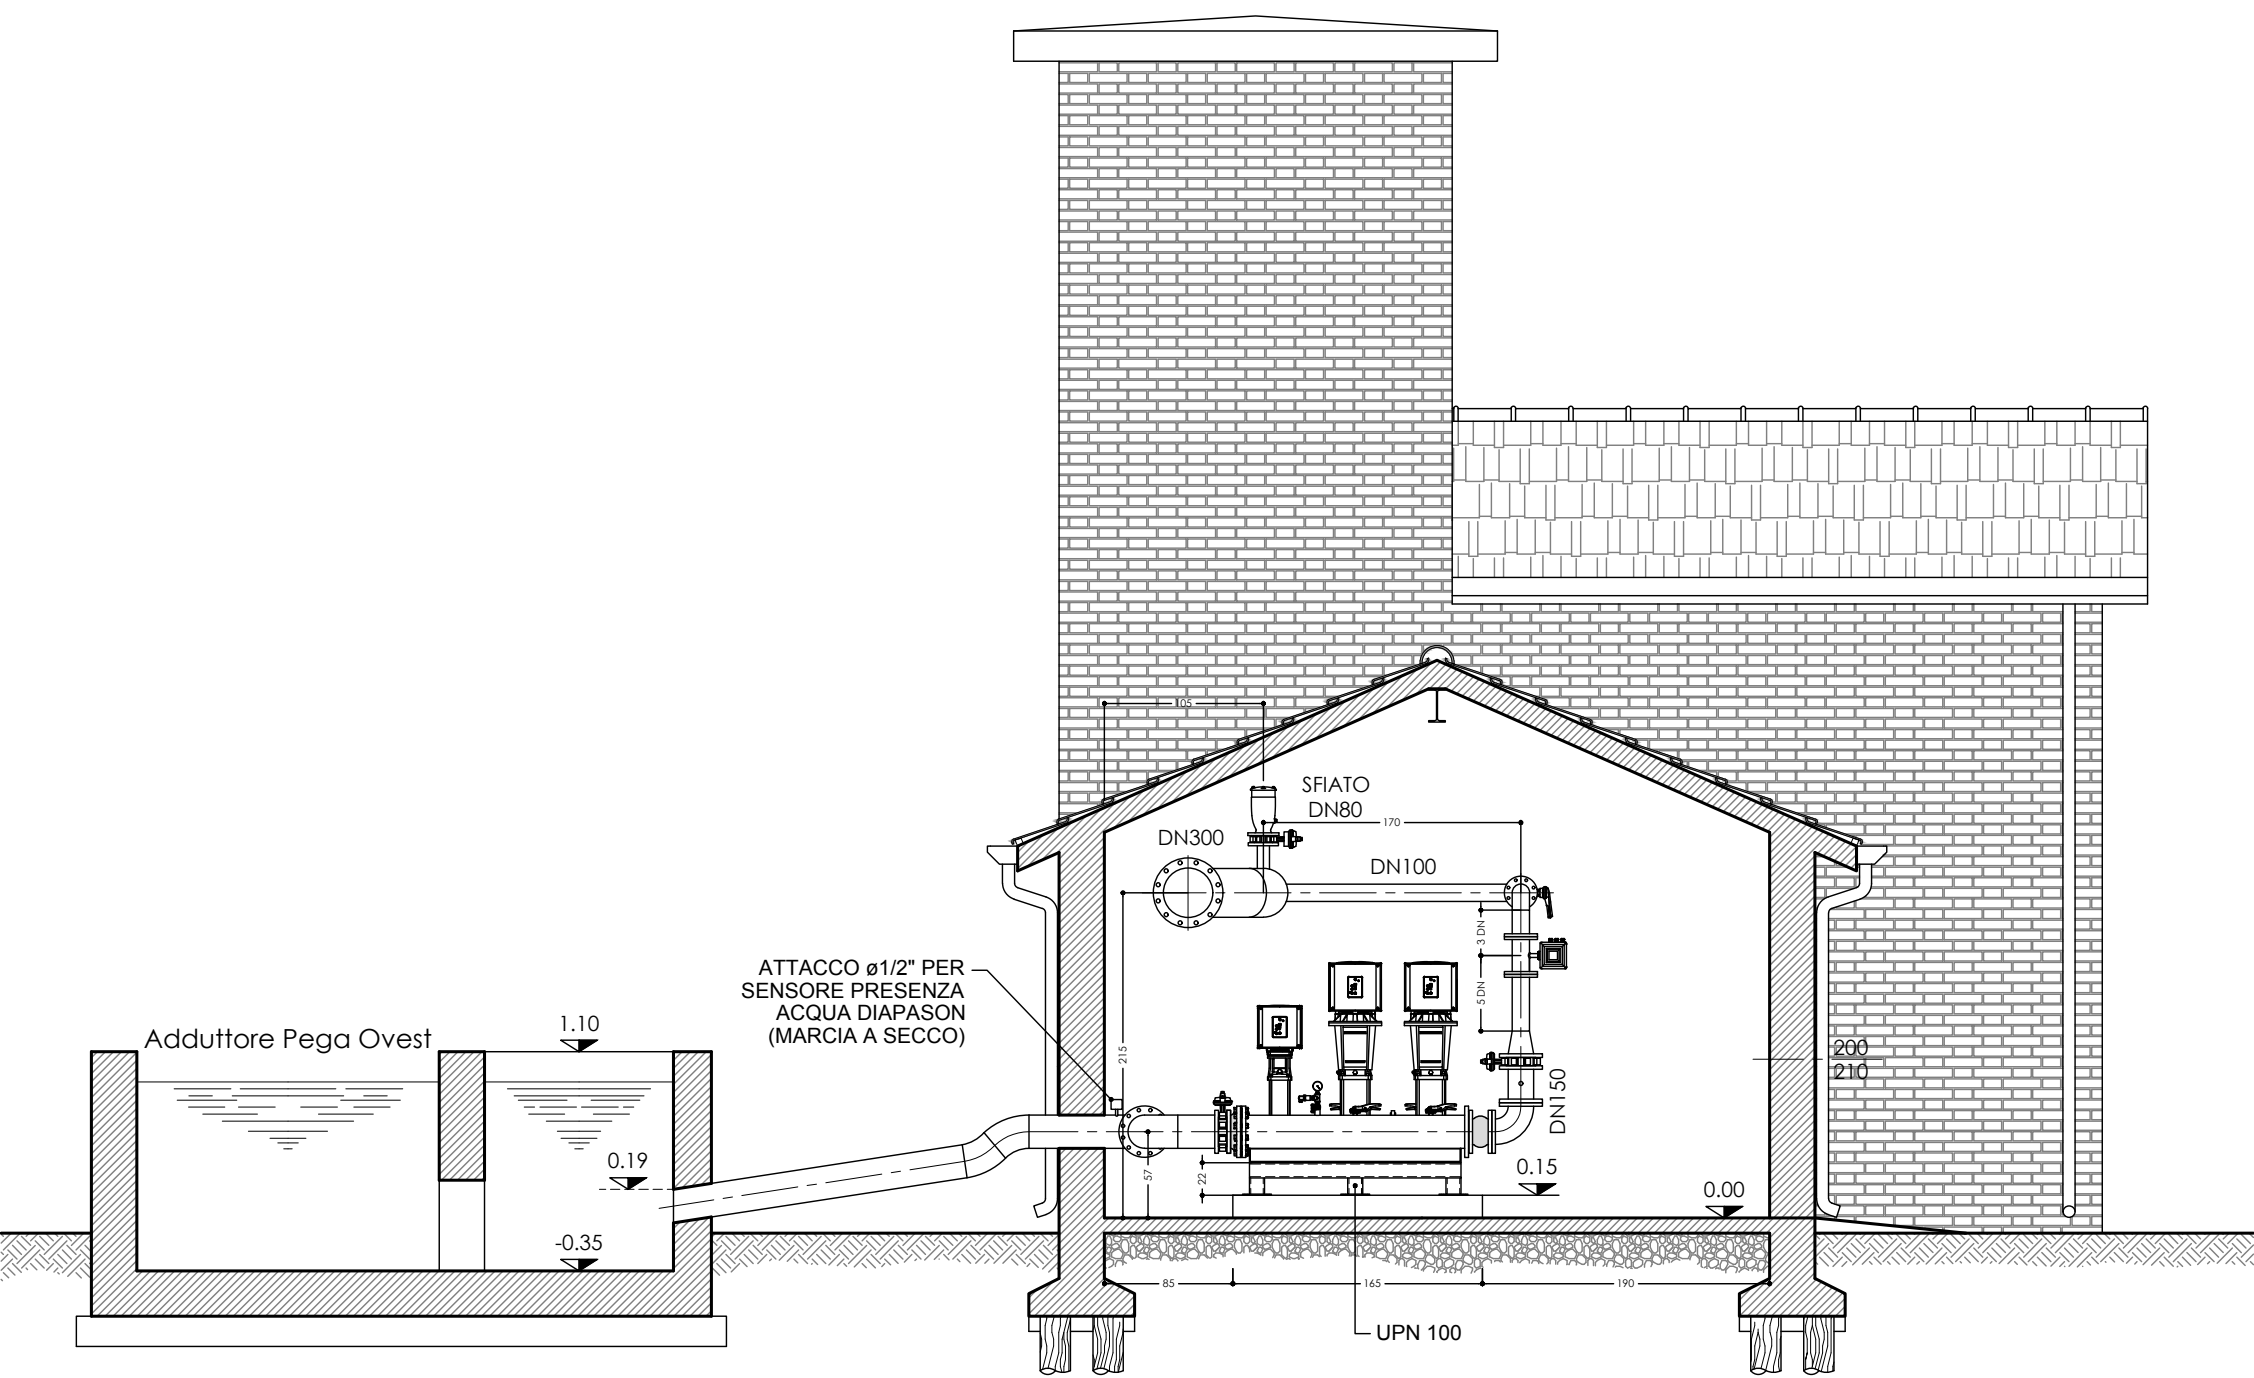 105
SFIATO
DN80
170
DN300
DN100
3 DN
ATTACCO ø1/2" PER
SENSORE PRESENZA
ACQUA DIAPASON
(MARCIA A SECCO)
5 DN
Adduttore Pega Ovest
1.10
215
200
210
DN150
0.19
57
22
0.15
0.00
-0.35
85
165
190
UPN 100